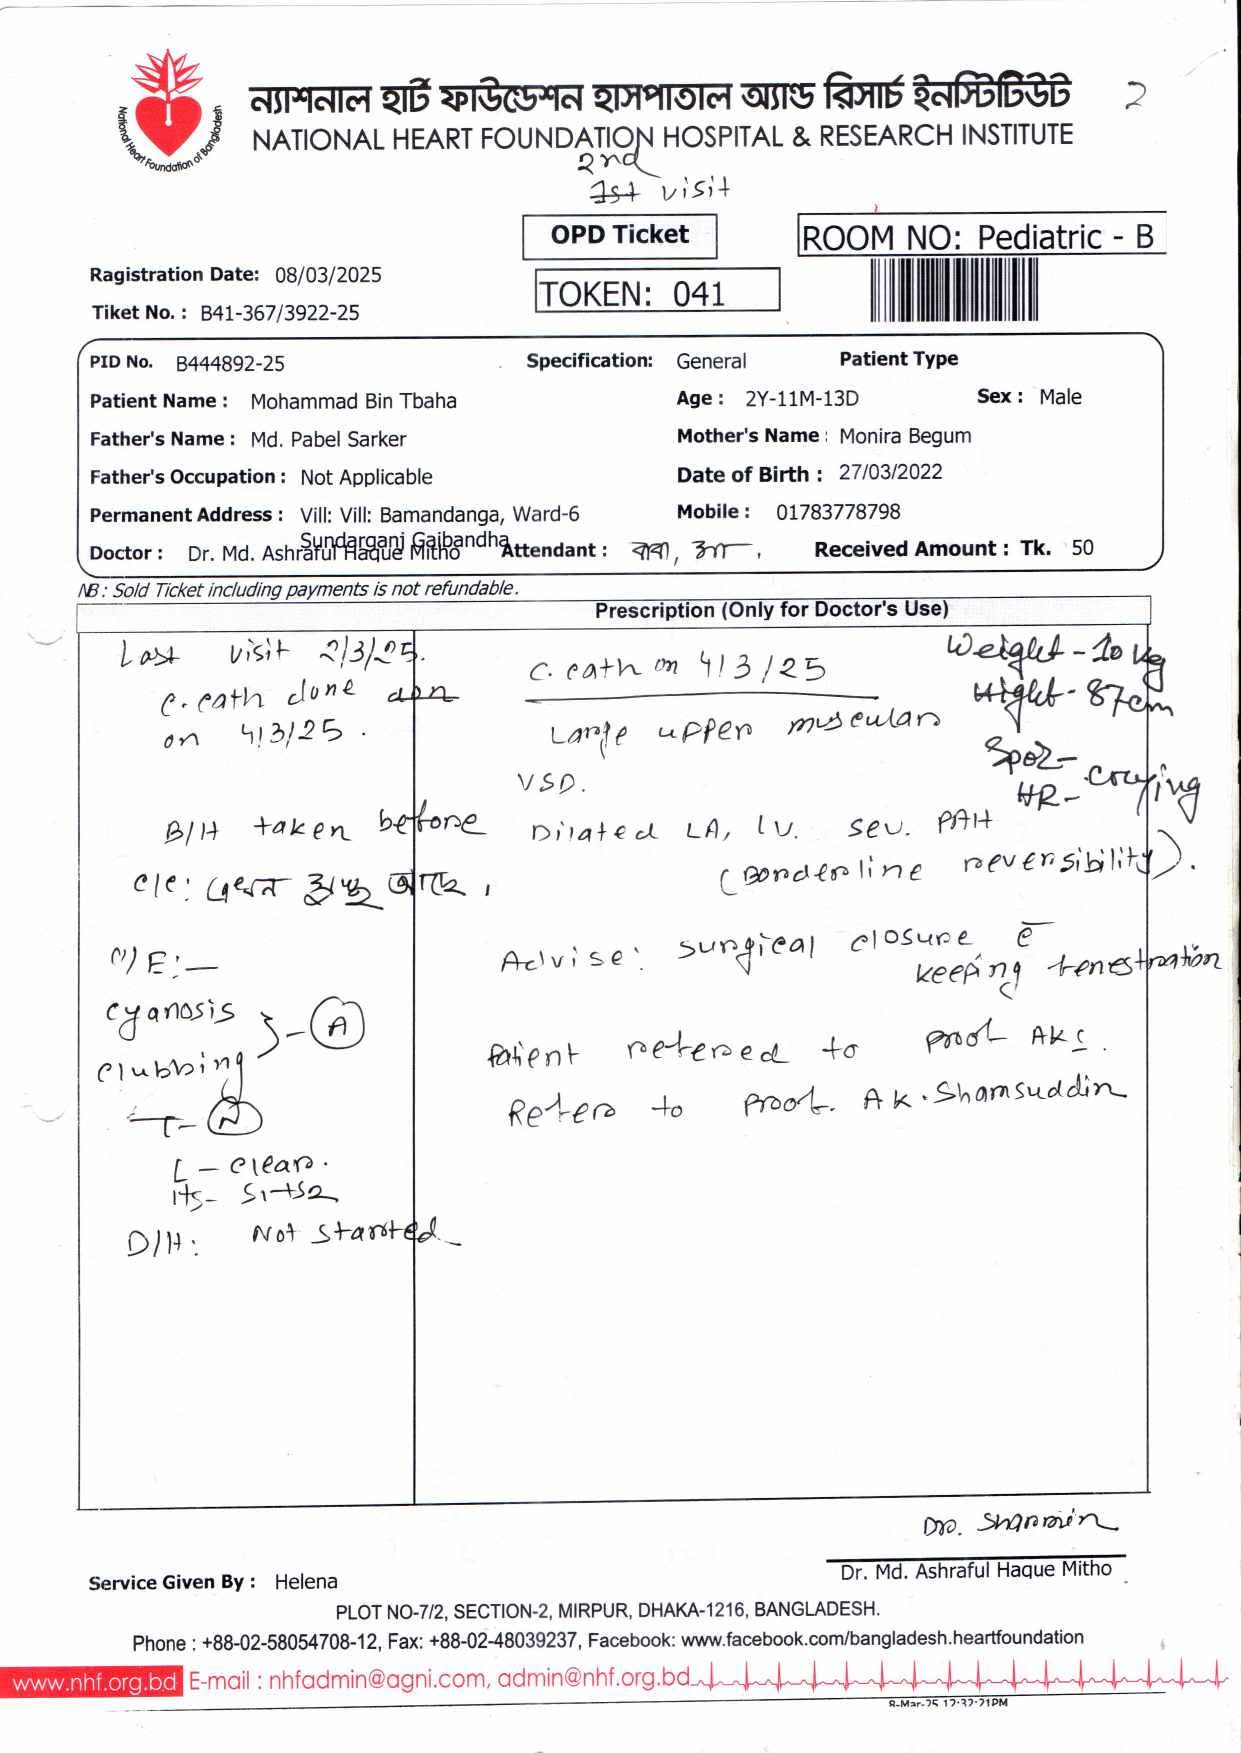 ন্যাশনাল হার্ট ফাউন্ডেশন হাসপাতাল অ্যান্ড রিসার্চ ইনস্টিটিউট
2
NATIONAL HEART FOUNDATION HOSPITAL & RESEARCH INSTITUTE
National Heart Foundation of Bangladesh
2nd
1st visit
OPD Ticket
ROOM NO: Pediatric - B
Ragistration Date: 08/03/2025
TOKEN: 041
Tiket No. : B41-367/3922-25
PID No. B444892-25 Specification: General Patient Type
Patient Name : Mohammad Bin Tbaha Age : 2Y-11M-13D Sex : Male
Father's Name : Md. Pabel Sarker Mother's Name : Monira Begum
Father's Occupation : Not Applicable Date of Birth : 27/03/2022
Permanent Address : Vill: Vill: Bamandanga, Ward-6 Mobile : 01783778798
Sundarganj Gaibandha
Doctor : Dr. Md. Ashraful Haque Mitho Attendant : বাবা, Received Amount : Tk. 50
NB : Sold Ticket including payments is not refundable.
Prescription (Only for Doctor's Use)
Last visit 2/3/25.
C. cath done
on 4/3/25.
B/H taken before
C/C: আছে।
O/E:-
cyanosis
clubbing } - A
T - N
L - clear.
Hs - S1+S2
D/H: Not started
Weight - 10 kg
Hight - 87cm
Spo2-
HR- crying
C. cath on 4/3/25
Large upper muscular
VSD.
Dilated LA, LV. sev. PAH
(Borderline reversibility).
Advise: surgical closure c̄
keeping fenestration
Patient refered to prof AKS.
Refer to Prof. AK. Shamsuddin
Dr. Sharmin
Dr. Md. Ashraful Haque Mitho
Service Given By : Helena
PLOT NO-7/2, SECTION-2, MIRPUR, DHAKA-1216, BANGLADESH.
Phone : +88-02-58054708-12, Fax: +88-02-48039237, Facebook: www.facebook.com/bangladesh.heartfoundation
www.nhf.org.bd E-mail : nhfadmin@agni.com, admin@nhf.org.bd
8-Mar-25 12:32:21PM